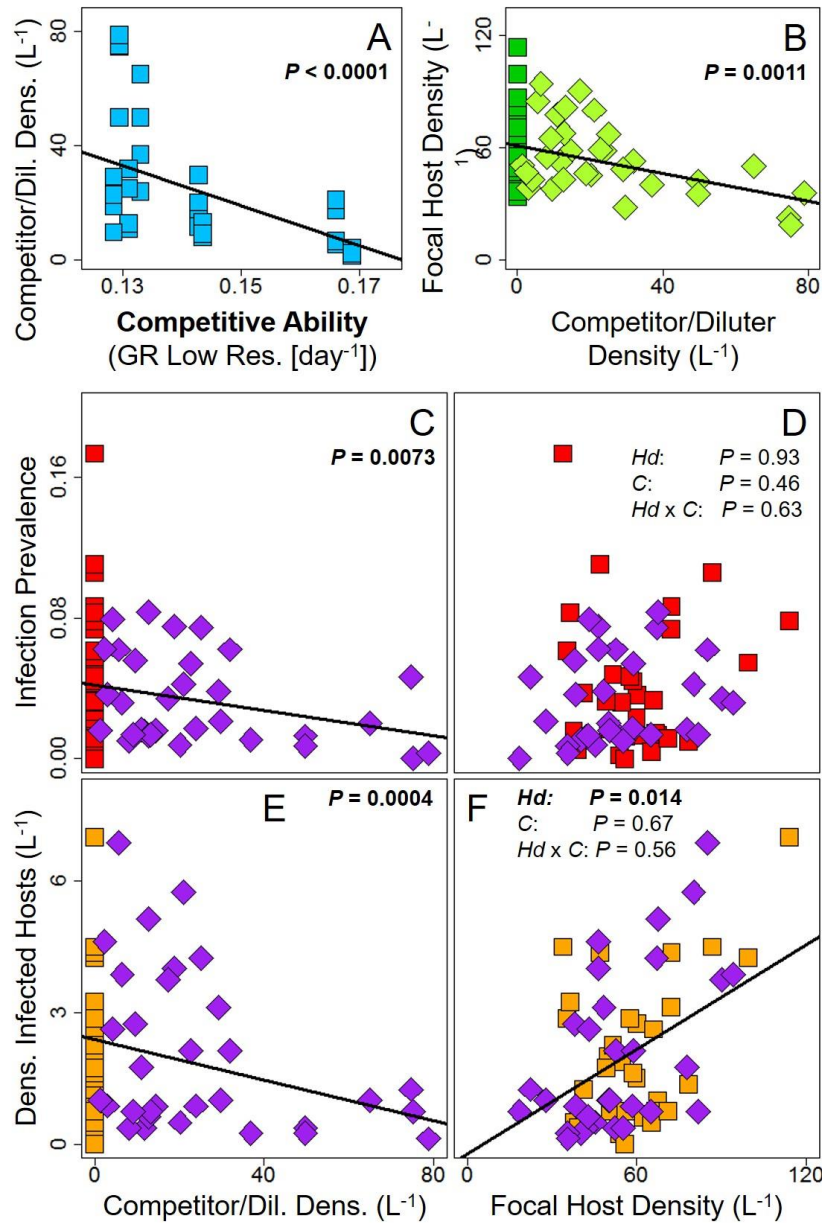 A
P < 0.0001
Competitor/Dil. Dens. (L-1)
80
40
0
0.13
0.15
0.17
Competitive Ability
(GR Low Res. [day-1])
B
P = 0.0011
Focal Host Density (L-
1)
120
60
0
0
40
80
Competitor/Diluter
Density (L-1)
C
P = 0.0073
Infection Prevalence
0.16
0.08
0.00
D
Hd: P = 0.93
C: P = 0.46
Hd x C: P = 0.63
E
P = 0.0004
Dens. Infected Hosts (L-1)
6
3
0
0
40
80
Competitor/Dil. Dens. (L-1)
F
Hd: P = 0.014
C: P = 0.67
Hd x C: P = 0.56
0
60
120
Focal Host Density (L-1)